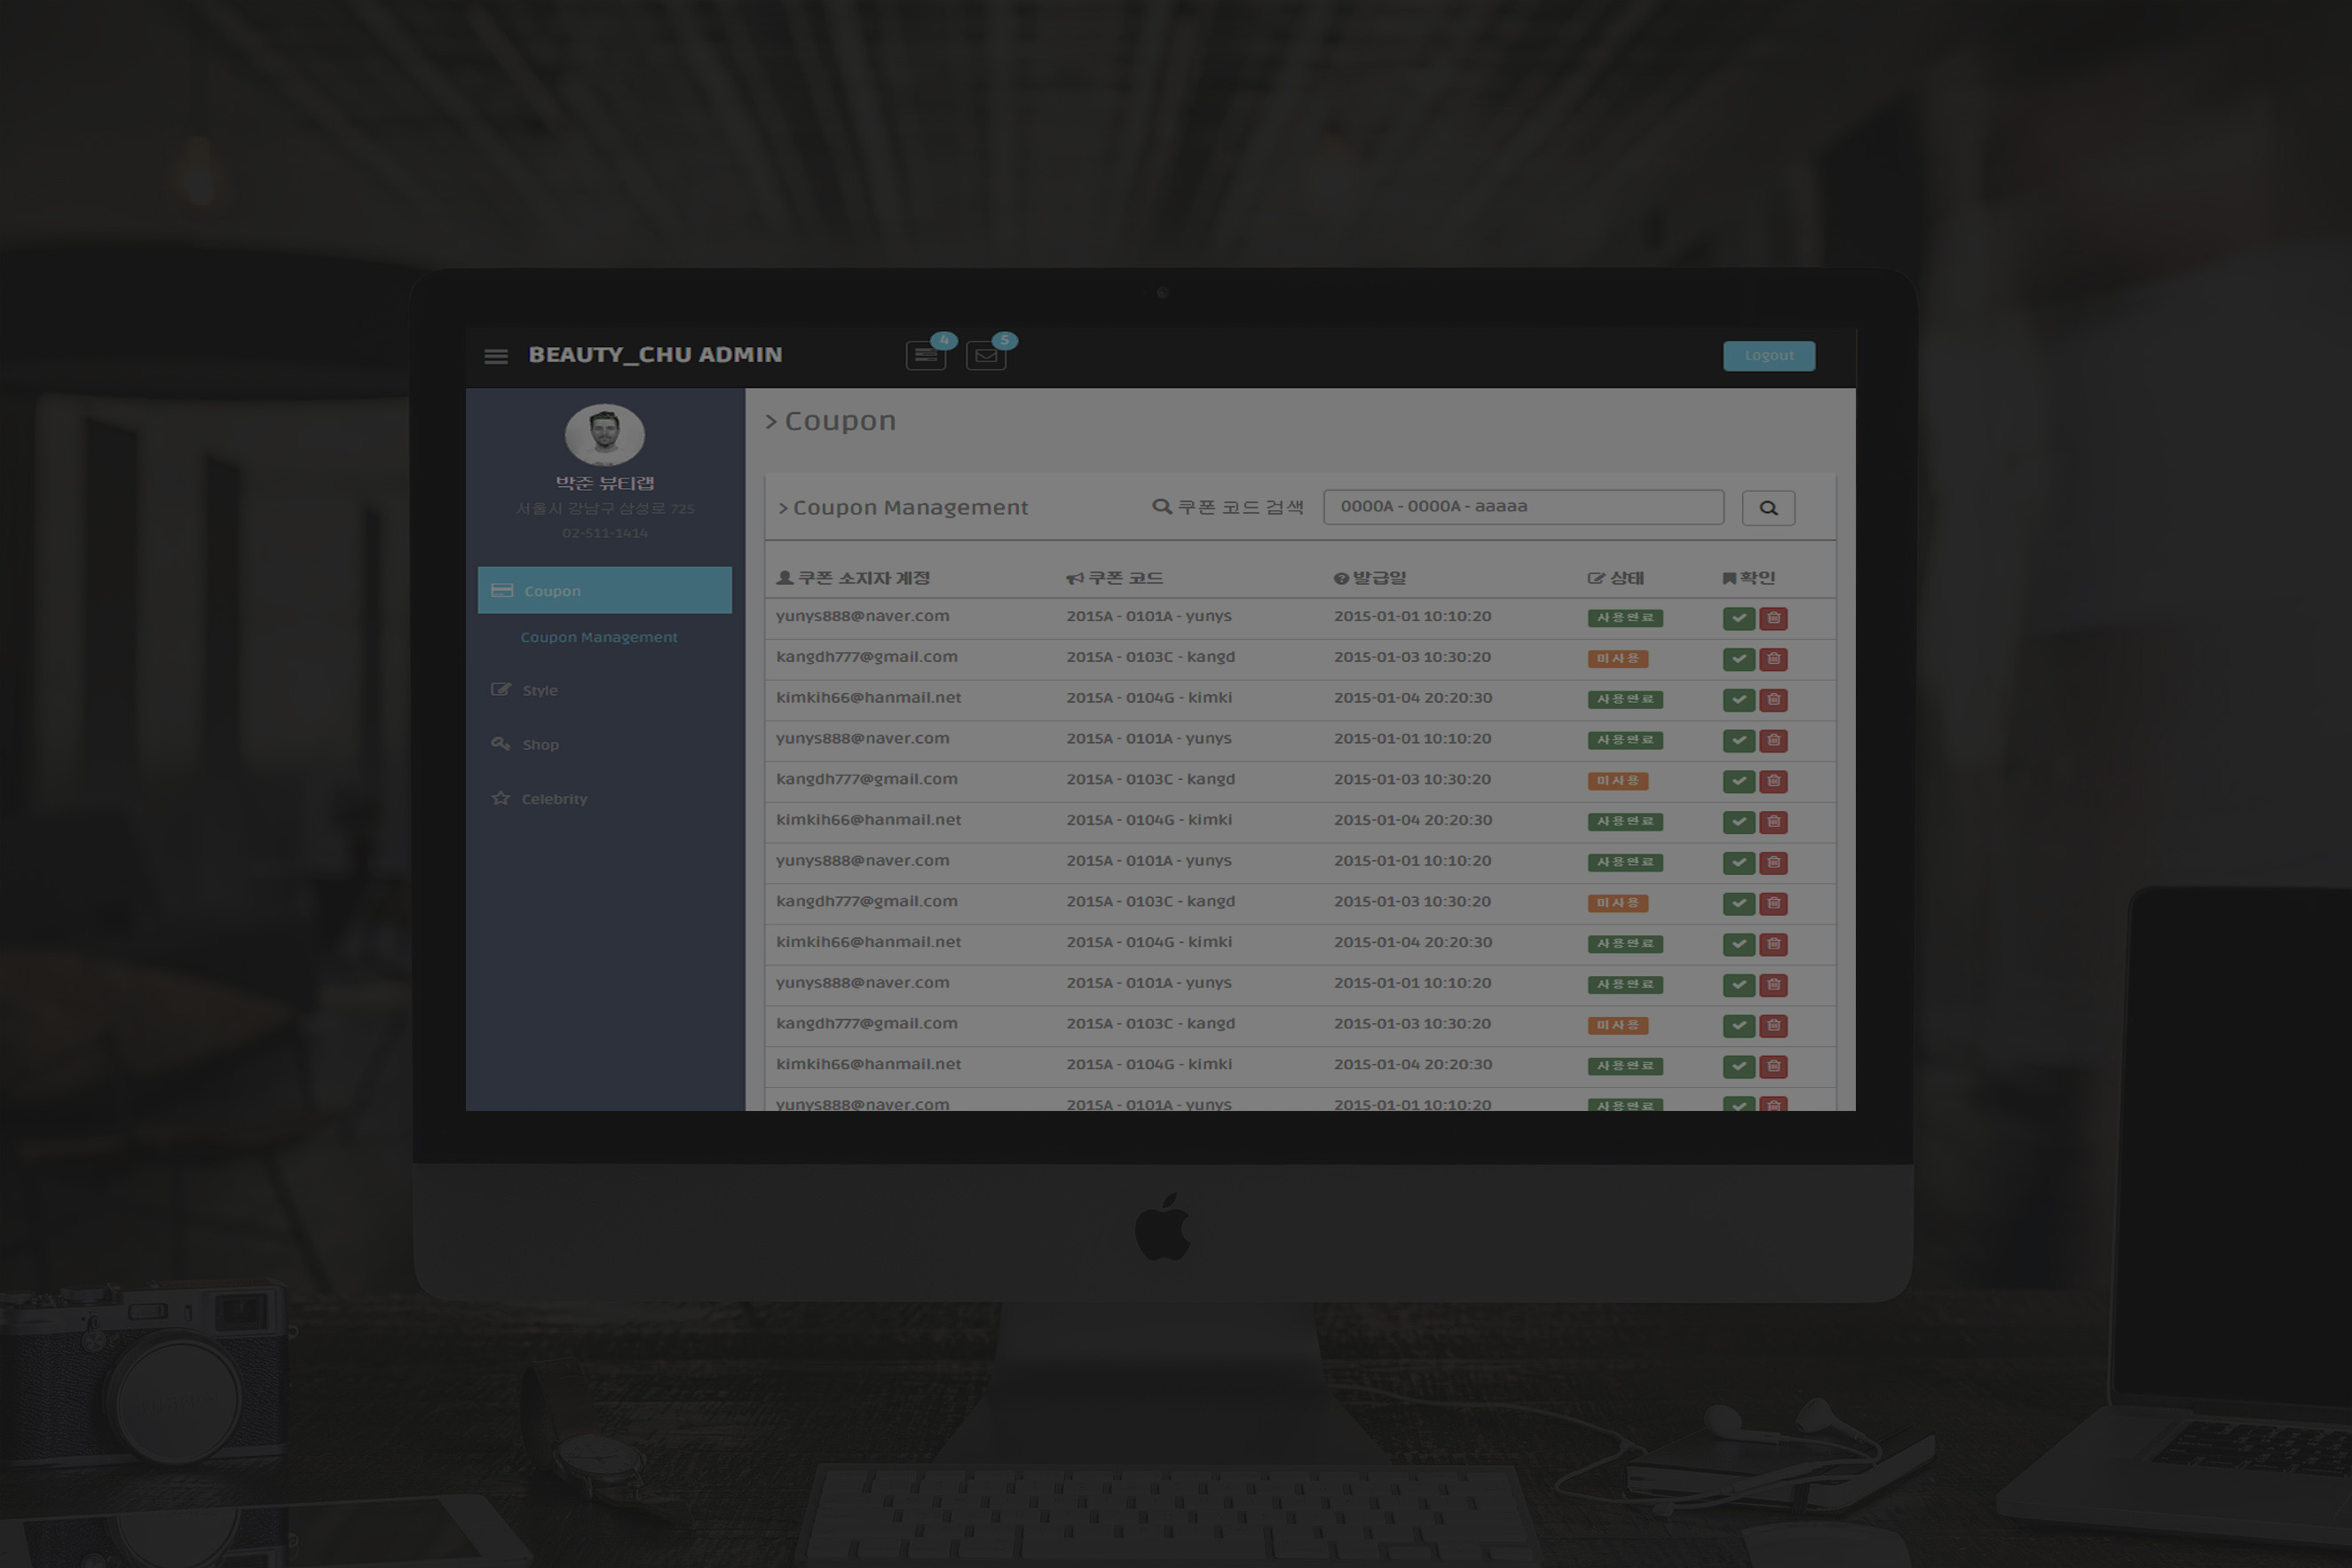 BEAUTY_CHU ADMIN 4 5 Logout
박준 뷰티랩
서울시 강남구 삼성로 725
02-511-1414
Coupon
Coupon Management
Style
Shop
Celebrity
> Coupon
> Coupon Management 쿠폰 코드 검색 0000A - 0000A - aaaaa
쿠폰 소지자 계정 쿠폰 코드 발급일 상태 확인
yunys888@naver.com 2015A - 0101A - yunys 2015-01-01 10:10:20 사용완료
kangdh777@gmail.com 2015A - 0103C - kangd 2015-01-03 10:30:20 미사용
kimkih66@hanmail.net 2015A - 0104G - kimki 2015-01-04 20:20:30 사용완료
yunys888@naver.com 2015A - 0101A - yunys 2015-01-01 10:10:20 사용완료
kangdh777@gmail.com 2015A - 0103C - kangd 2015-01-03 10:30:20 미사용
kimkih66@hanmail.net 2015A - 0104G - kimki 2015-01-04 20:20:30 사용완료
yunys888@naver.com 2015A - 0101A - yunys 2015-01-01 10:10:20 사용완료
kangdh777@gmail.com 2015A - 0103C - kangd 2015-01-03 10:30:20 미사용
kimkih66@hanmail.net 2015A - 0104G - kimki 2015-01-04 20:20:30 사용완료
yunys888@naver.com 2015A - 0101A - yunys 2015-01-01 10:10:20 사용완료
kangdh777@gmail.com 2015A - 0103C - kangd 2015-01-03 10:30:20 미사용
kimkih66@hanmail.net 2015A - 0104G - kimki 2015-01-04 20:20:30 사용완료
yunys888@naver.com 2015A - 0101A - yunys 2015-01-01 10:10:20 사용완료